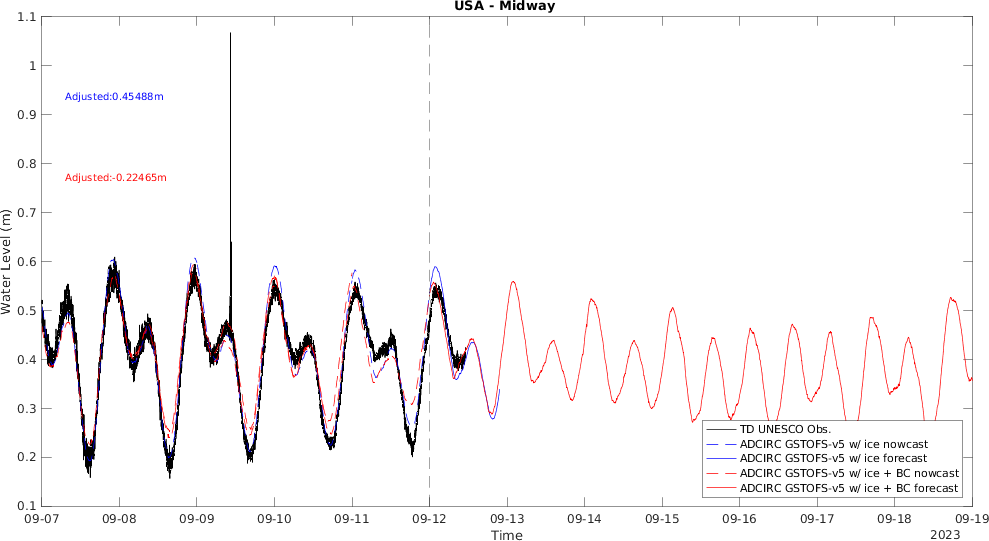 USA - Midway
1.1
1
0.9
0.8
0.7
0.6
0.5
0.4
0.3
0.2
0.1
Water Level (m)
Adjusted:0.45488m
Adjusted:-0.22465m
TD UNESCO Obs.
ADCIRC GSTOFS-v5 w/ ice nowcast
ADCIRC GSTOFS-v5 w/ ice forecast
ADCIRC GSTOFS-v5 w/ ice + BC nowcast
ADCIRC GSTOFS-v5 w/ ice + BC forecast
09-07 09-08 09-09 09-10 09-11 09-12 09-13 09-14 09-15 09-16 09-17 09-18 09-19
Time
2023